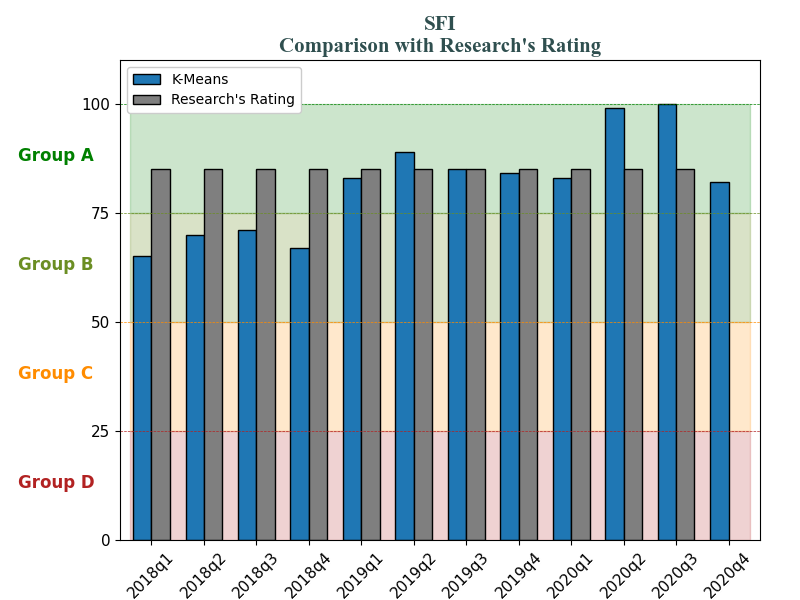 SFI
Comparison with Research's Rating
K-Means
Research's Rating
100
Group A
75
Group B
50
Group C
25
Group D
0
2018q1 2018q2 2018q3 2018q4 2019q1 2019q2 2019q3 2019q4 2020q1 2020q2 2020q3 2020q4